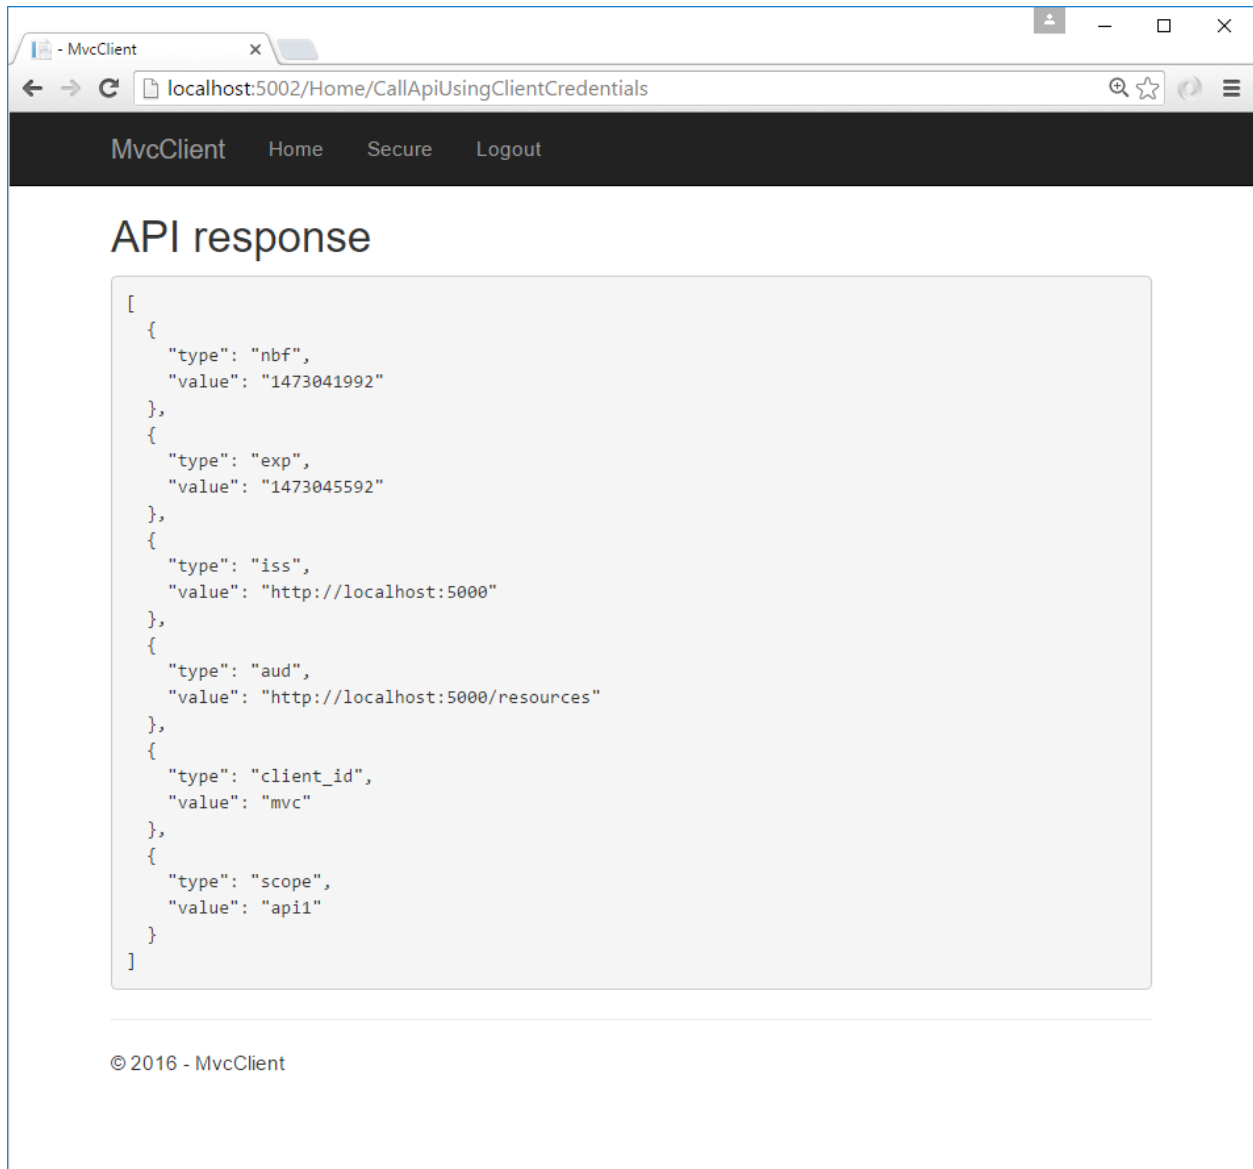 - MvcClient
localhost:5002/Home/CallApiUsingClientCredentials
MvcClient Home Secure Logout
API response
[
  {
    "type": "nbf",
    "value": "1473041992"
  },
  {
    "type": "exp",
    "value": "1473045592"
  },
  {
    "type": "iss",
    "value": "http://localhost:5000"
  },
  {
    "type": "aud",
    "value": "http://localhost:5000/resources"
  },
  {
    "type": "client_id",
    "value": "mvc"
  },
  {
    "type": "scope",
    "value": "api1"
  }
]
© 2016 - MvcClient